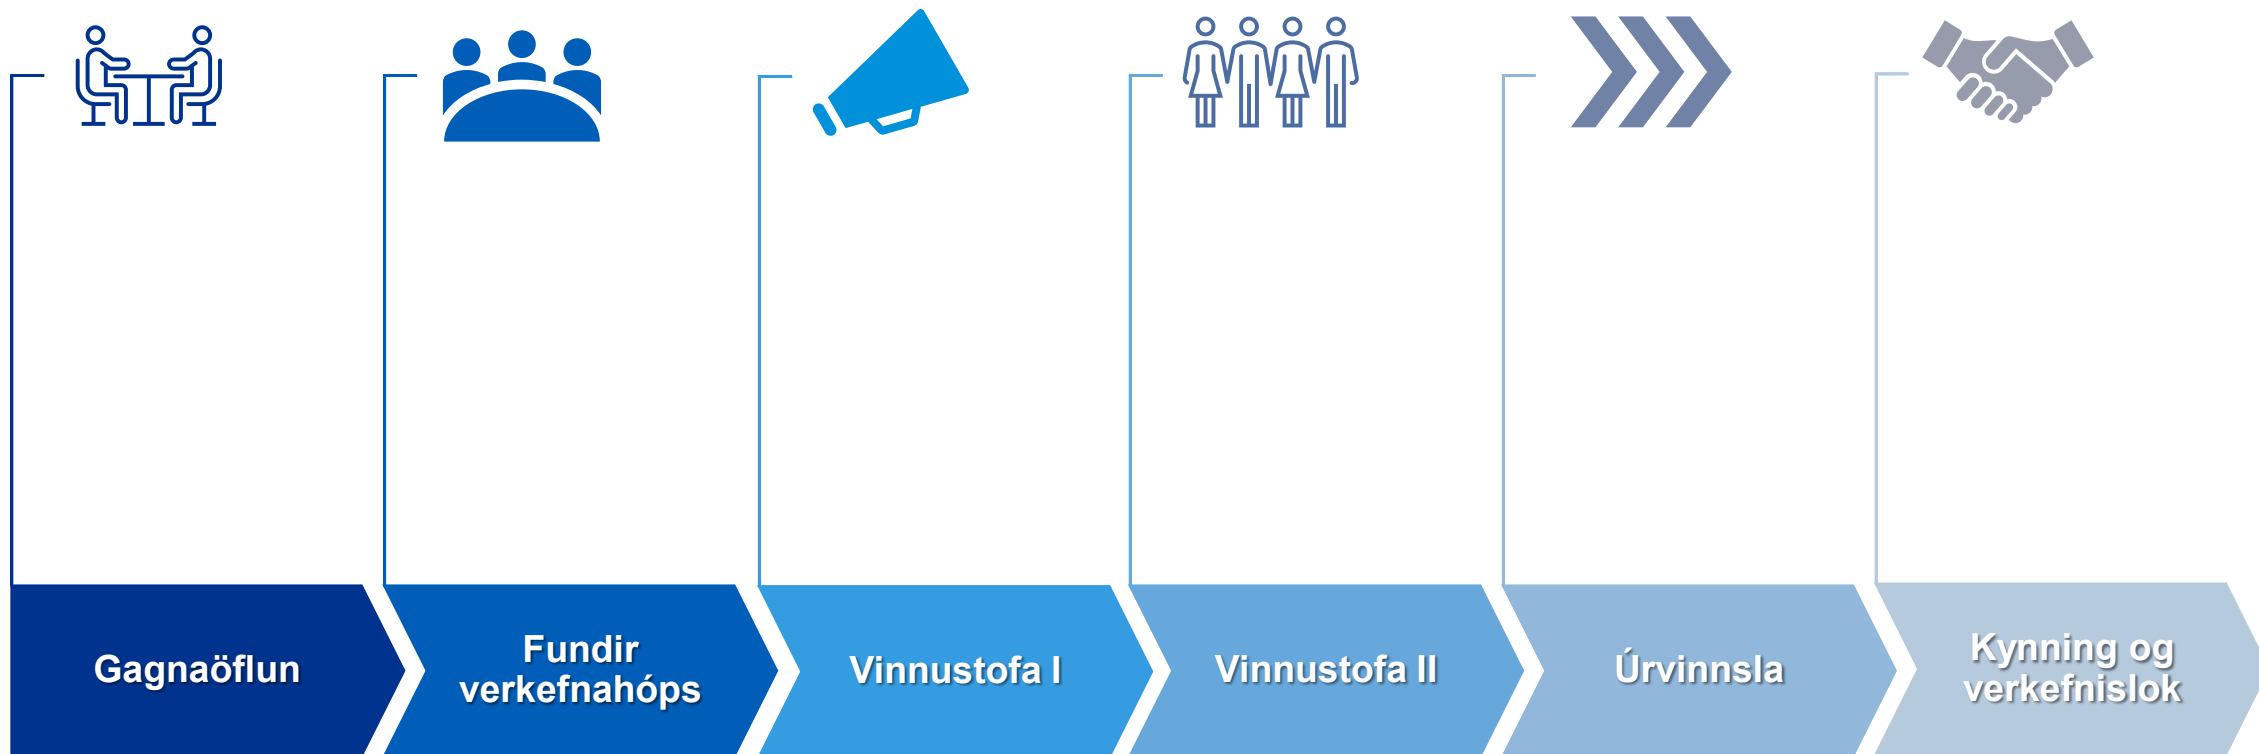 Gagnaöflun
Fundir
verkefnahóps
Vinnustofa I
Vinnustofa II
Úrvinnsla
Kynning og
verkefnislok